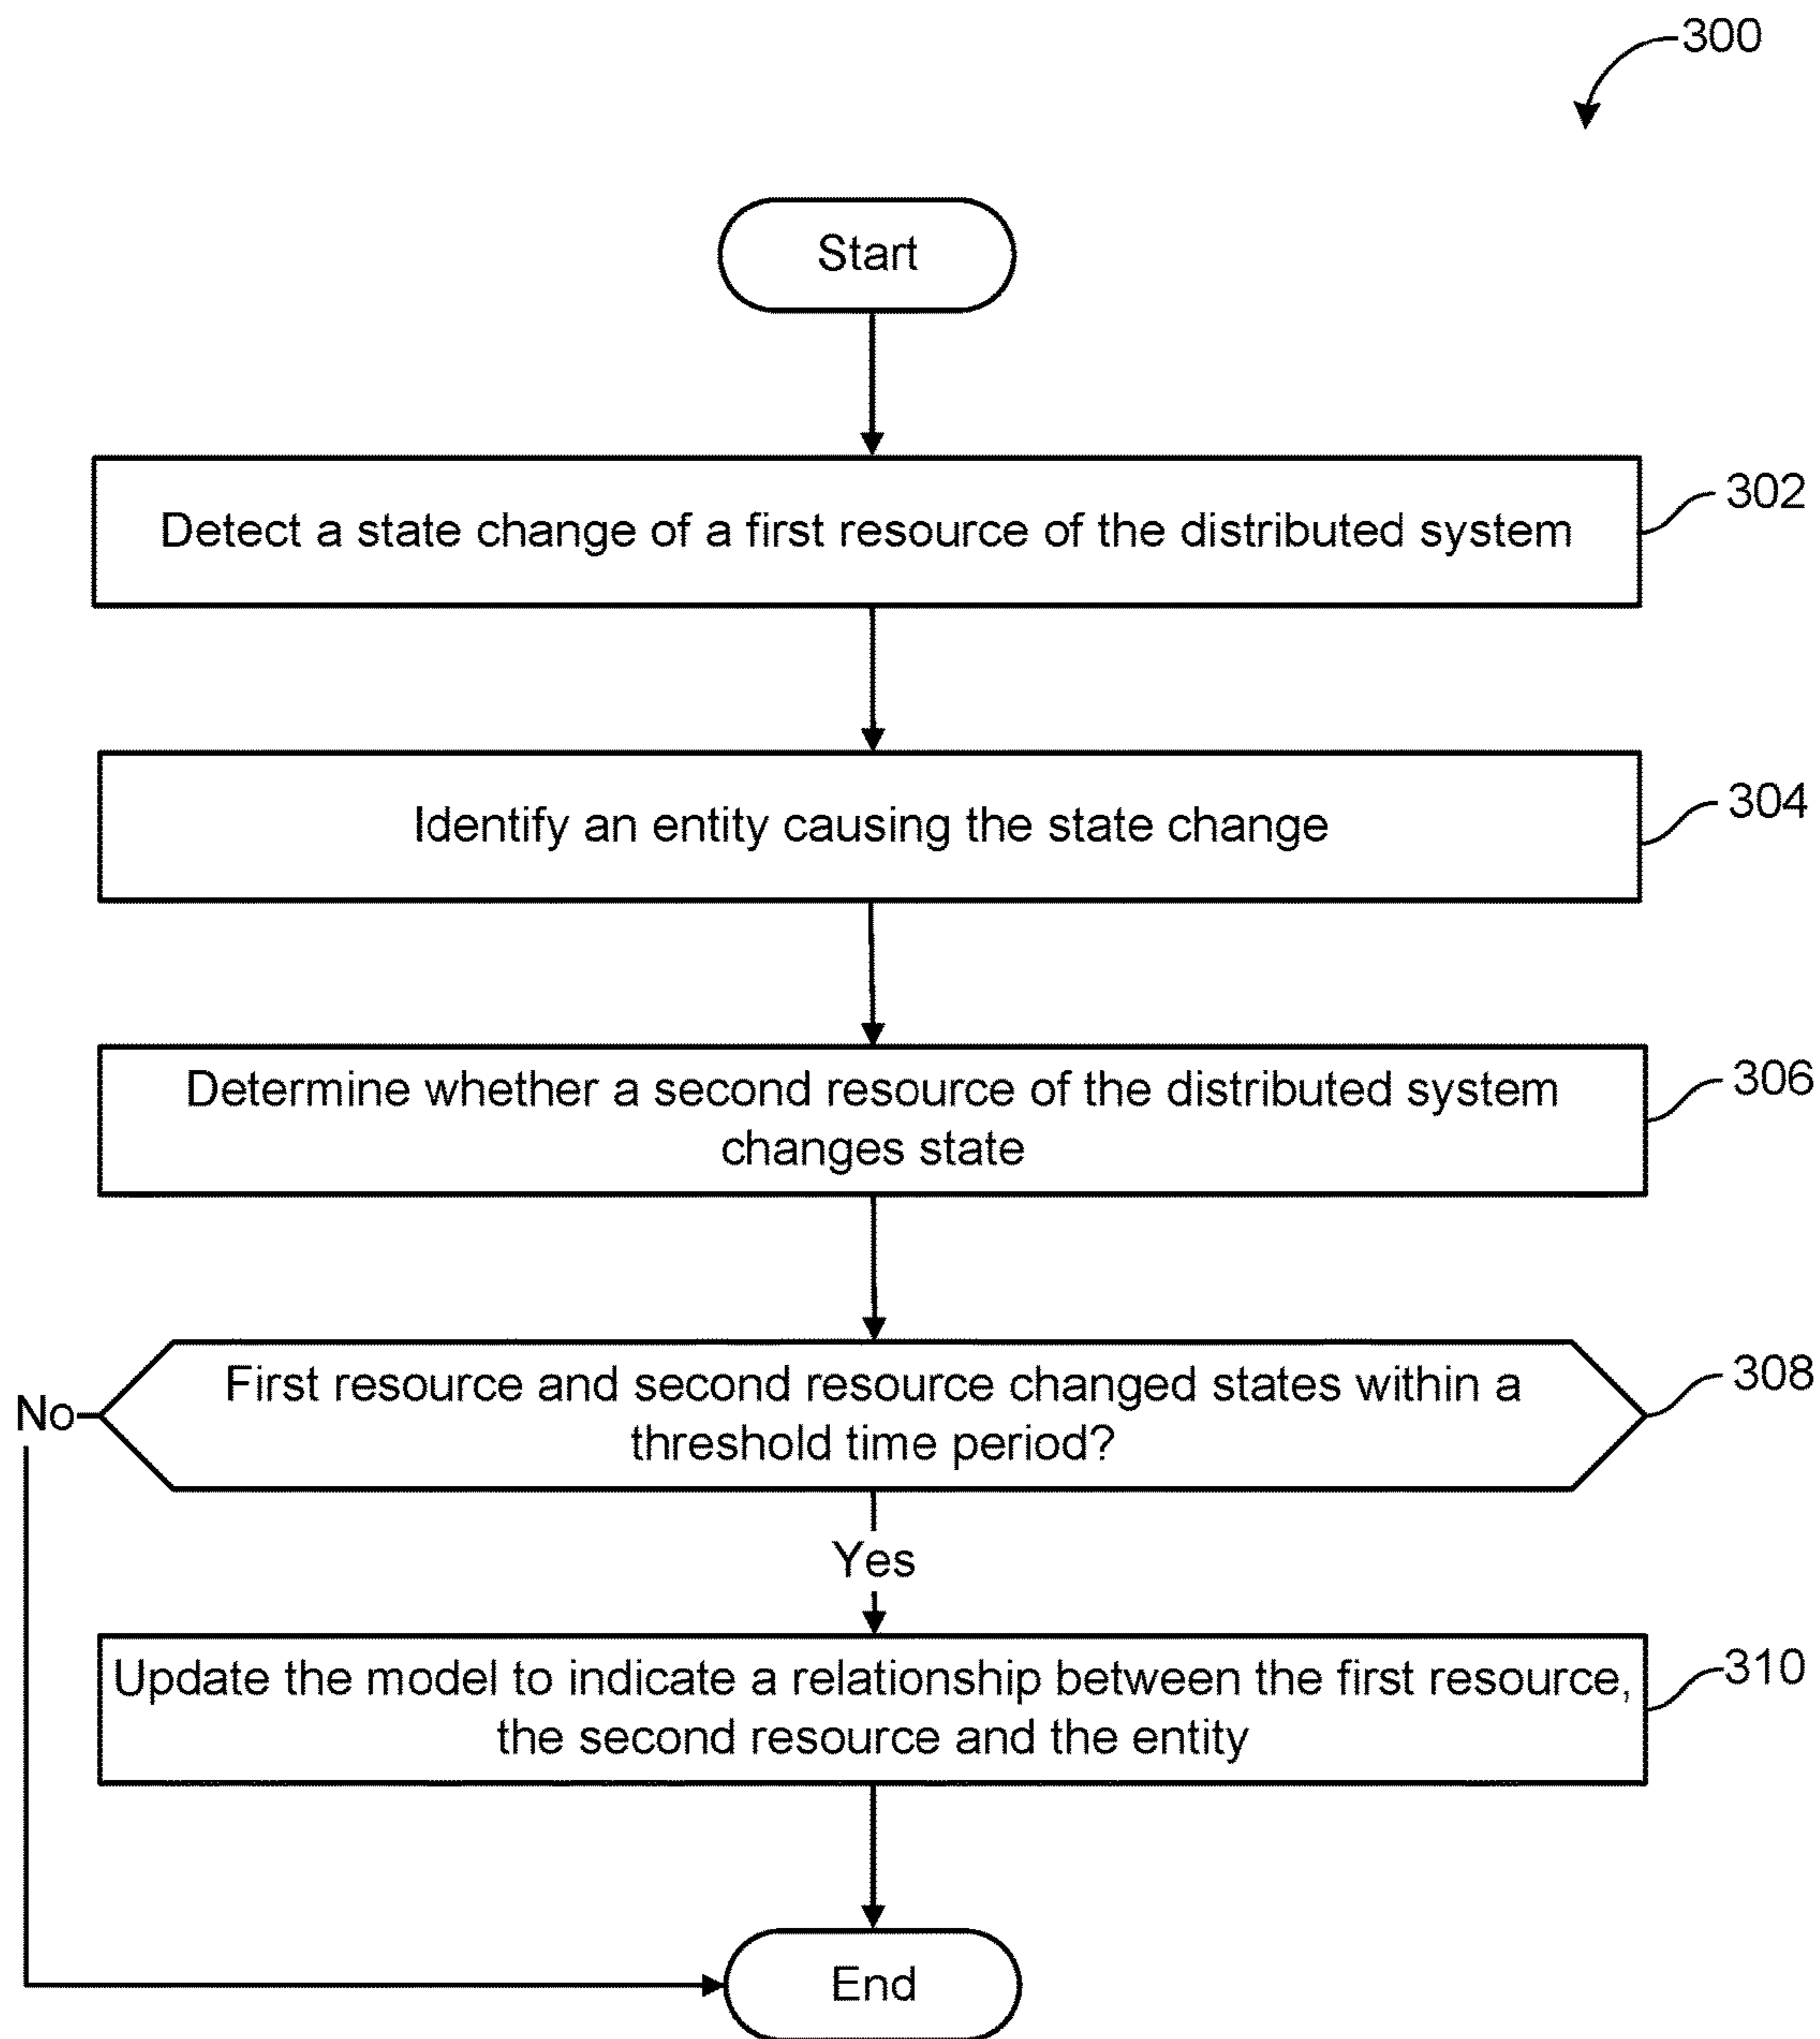 300
Start
Detect a state change of a first resource of the distributed system
302
Identify an entity causing the state change
304
Determine whether a second resource of the distributed system
changes state
306
First resource and second resource changed states within a
threshold time period?
308
No
Yes
Update the model to indicate a relationship between the first resource,
the second resource and the entity
310
End